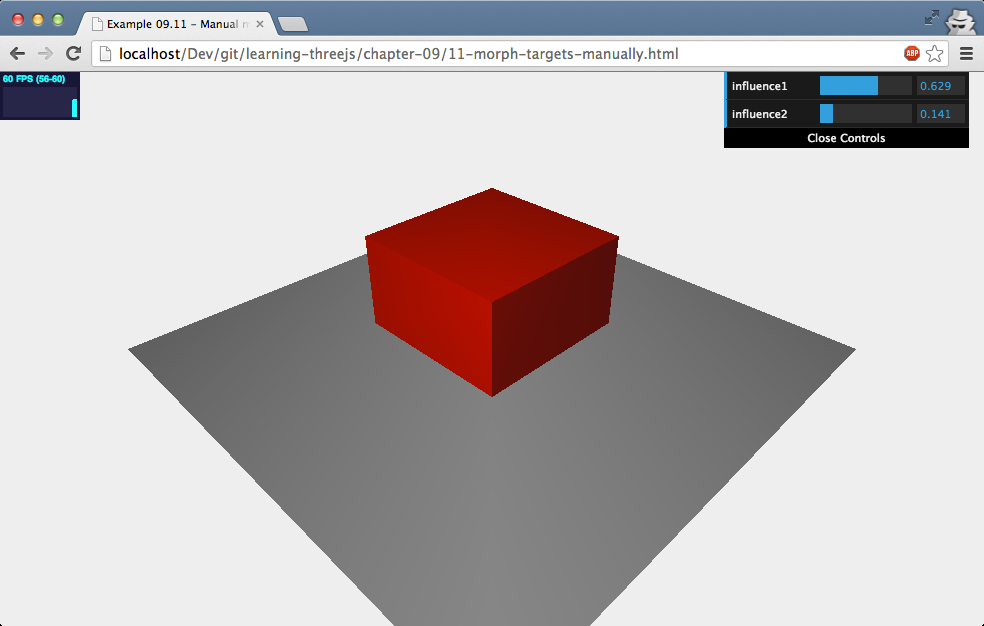 Example 09.11 – Manual m
localhost/Dev/git/learning-threejs/chapter-09/11-morph-targets-manually.html
ABP
60 FPS (56-60)
influence1 0.629
influence2 0.141
Close Controls